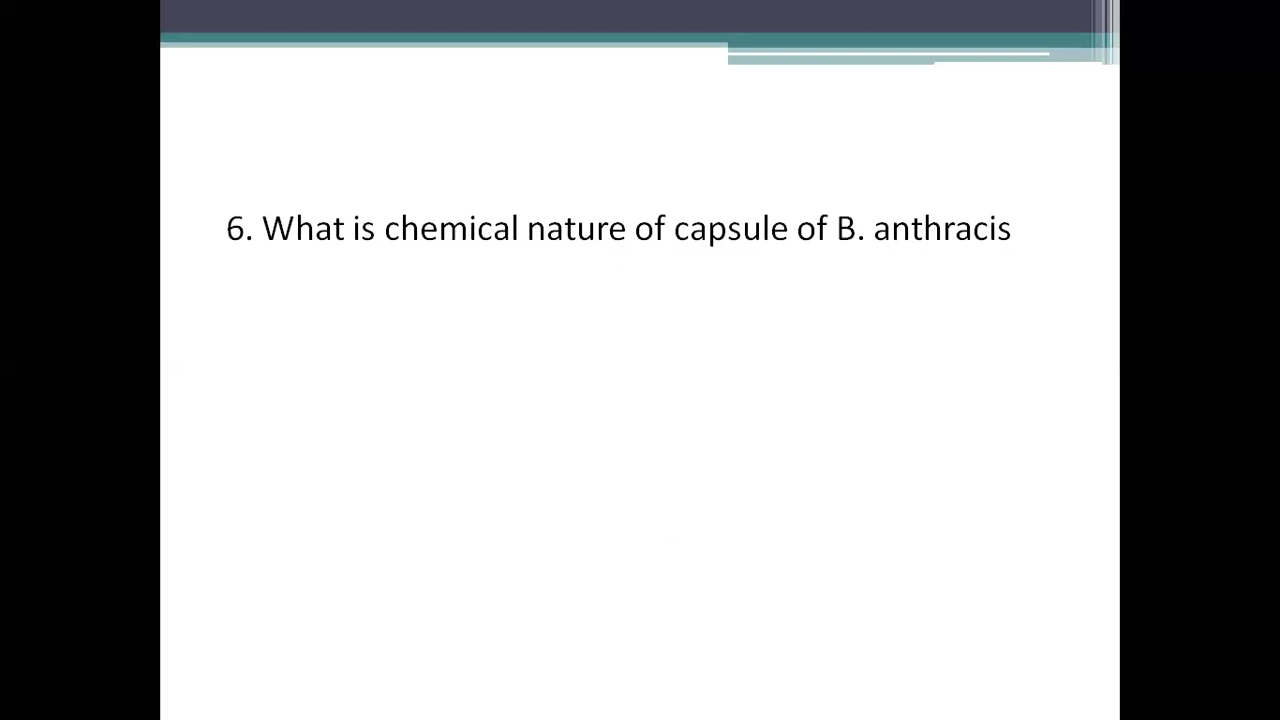 6. What is chemical nature of capsule of B. anthracis